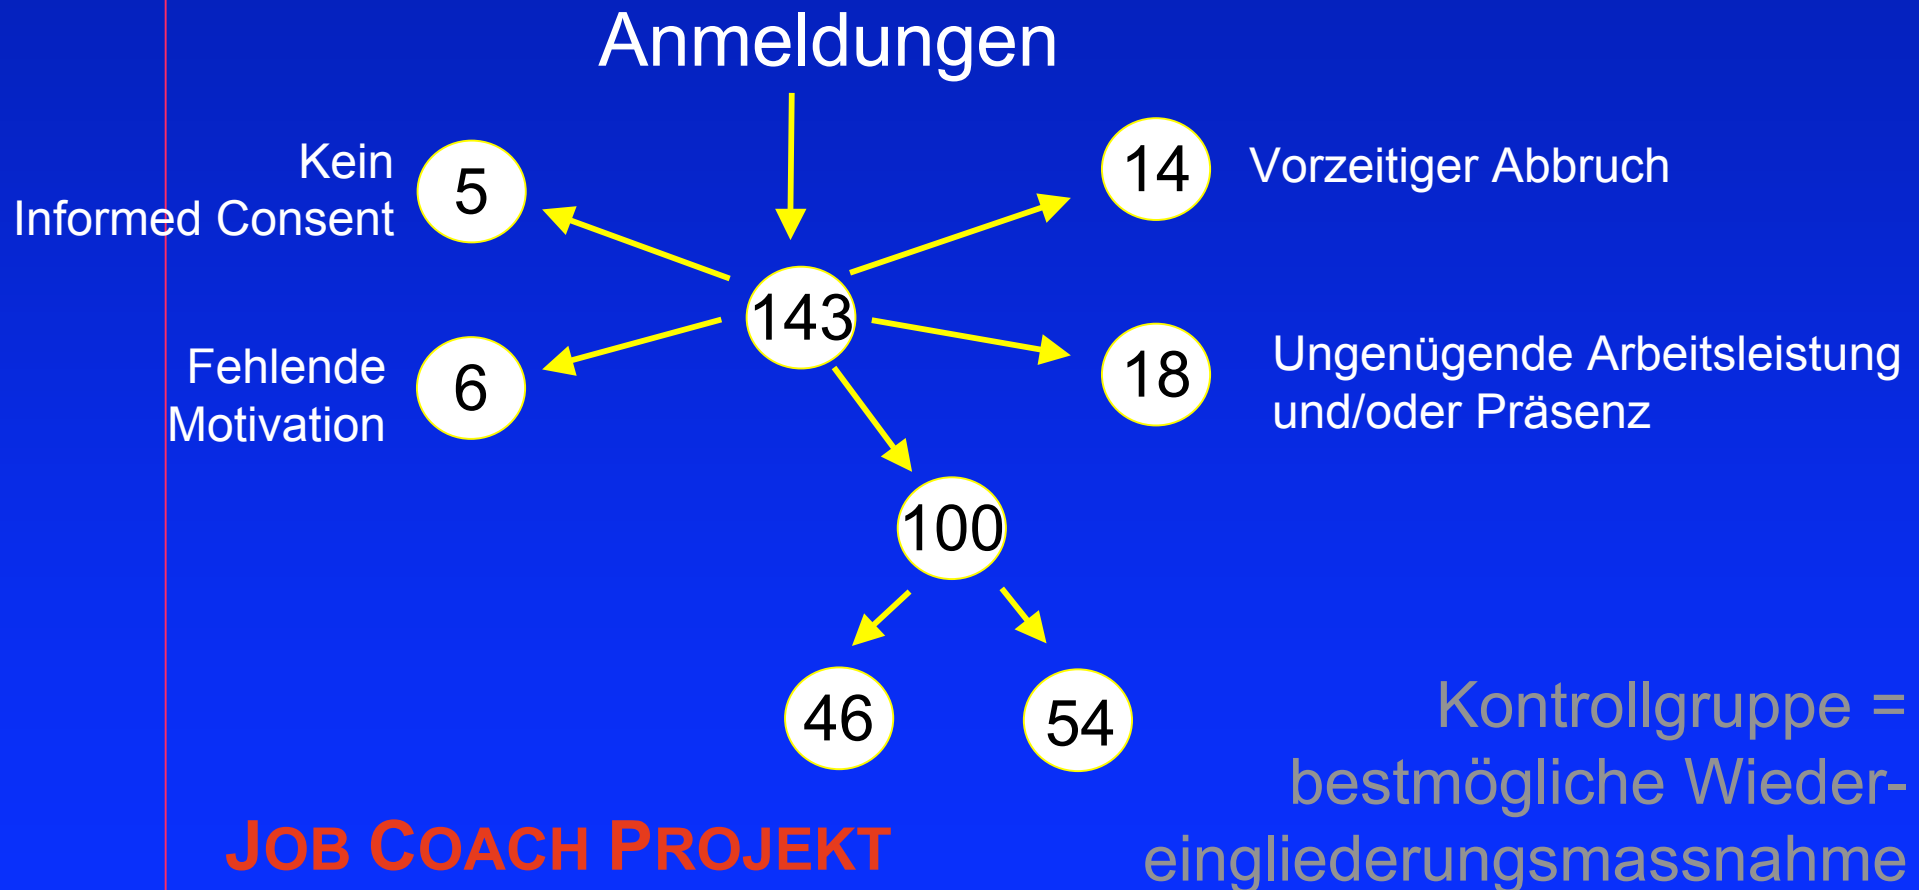 Anmeldungen
Kein
Informed Consent
5
14
Vorzeitiger Abbruch
143
Fehlende
Motivation
6
18
Ungenügende Arbeitsleistung
und/oder Präsenz
100
46
54
Kontrollgruppe =
bestmögliche Wieder-
eingliederungsmassnahme
JOB COACH PROJEKT